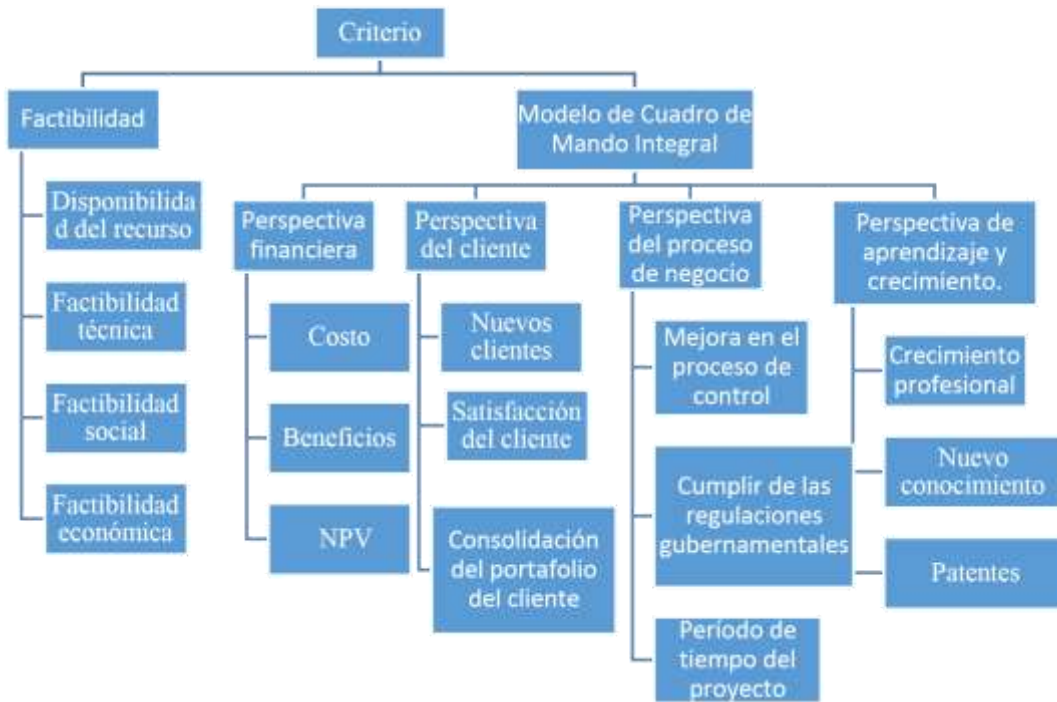 Criterio
Factibilidad
Modelo de Cuadro de
Mando Integral
Disponibilida
d del recurso
Factibilidad
técnica
Factibilidad
social
Factibilidad
económica
Perspectiva
financiera
Costo
Beneficios
NPV
Perspectiva
del cliente
Nuevos
clientes
Satisfacción
del cliente
Consolidación
del portafolio
del cliente
Perspectiva
del proceso
de negocio
Mejora en el
proceso de
control
Cumplir de las
regulaciones
gubernamentales
Período de
tiempo del
proyecto
Perspectiva de
aprendizaje y
crecimiento.
Crecimiento
profesional
Nuevo
conocimiento
Patentes